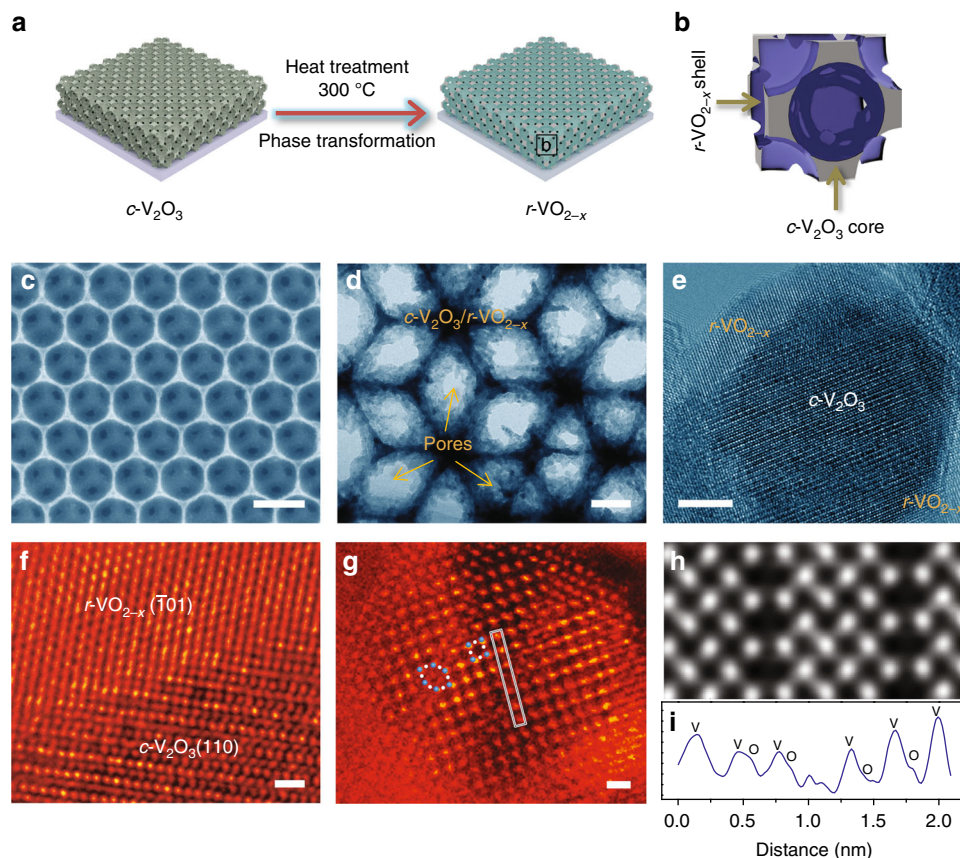 a
Heat treatment
300 °C
Phase transformation
b
c-V₂O₃
r-VO₂₋ₓ
b
r-VO₂₋ₓ shell
c-V₂O₃ core
c
d
c-V₂O₃/r-VO₂₋ₓ
Pores
e
r-VO₂₋ₓ
c-V₂O₃
r-VO₂₋ₓ
f
r-VO₂₋ₓ (1̅01)
c-V₂O₃(110)
g
h
i
V
V O V O
V O
V O V
0.0 0.5 1.0 1.5 2.0
Distance (nm)